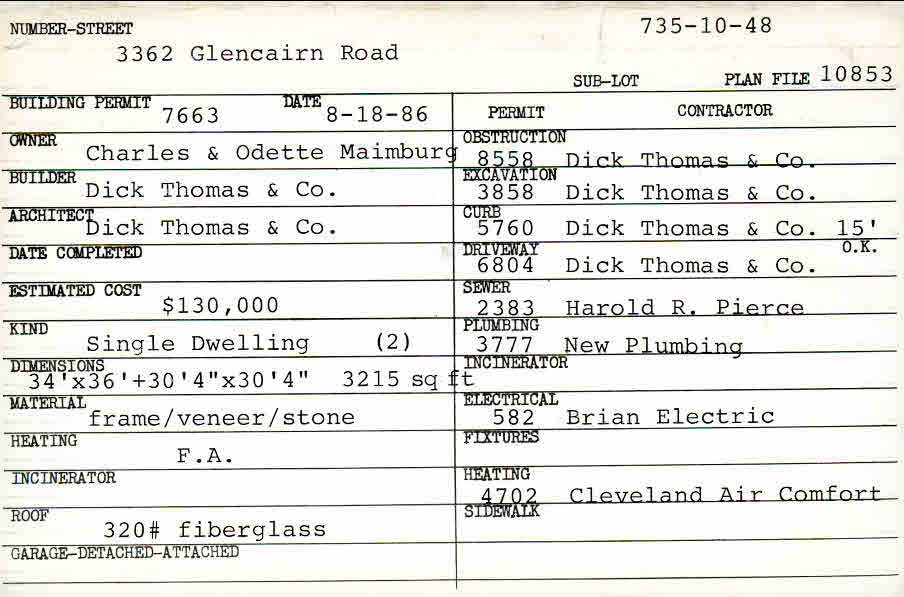 NUMBER-STREET 735-10-48
3362 Glencairn Road
SUB-LOT PLAN FILE 10853
BUILDING PERMIT 7663 DATE 8-18-86
OWNER Charles & Odette Maimburg
BUILDER Dick Thomas & Co.
ARCHITECT Dick Thomas & Co.
DATE COMPLETED
ESTIMATED COST $130,000
KIND Single Dwelling (2)
DIMENSIONS 34'x36'+30'4"x30'4" 3215 sq ft
MATERIAL frame/veneer/stone
HEATING F.A.
INCINERATOR
ROOF 320# fiberglass
GARAGE-DETACHED-ATTACHED
PERMIT CONTRACTOR
OBSTRUCTION 8558 Dick Thomas & Co.
EXCAVATION 3858 Dick Thomas & Co.
CURB 5760 Dick Thomas & Co. 15'
O.K.
DRIVEWAY 6804 Dick Thomas & Co.
SEWER 2383 Harold R. Pierce
PLUMBING 3777 New Plumbing
INCINERATOR
ELECTRICAL 582 Brian Electric
FIXTURES
HEATING 4702 Cleveland Air Comfort
SIDEWALK